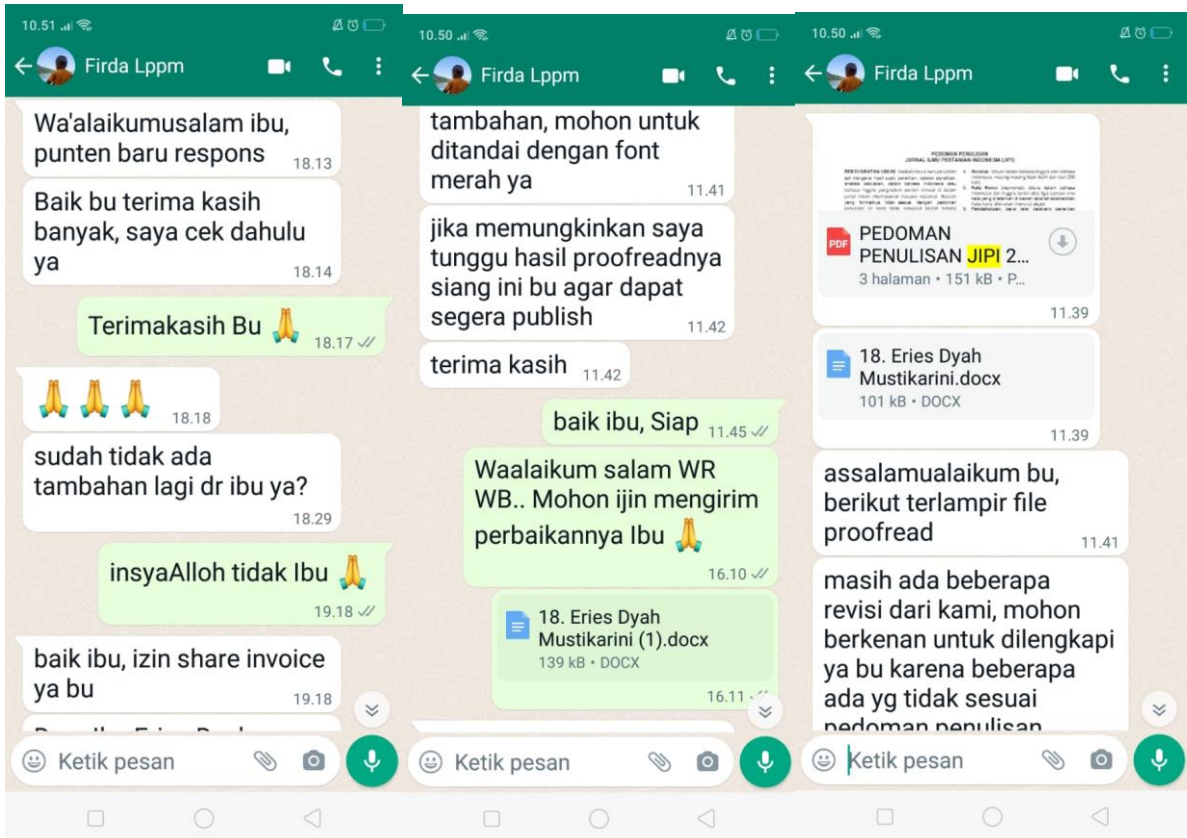 10.51
Firda Lppm
Wa'alaikumusalam ibu,
punten baru respons
18.13
Baik bu terima kasih
banyak, saya cek dahulu
ya
18.14
Terimakasih Bu 🙏
18.17
🙏🙏🙏
18.18
sudah tidak ada
tambahan lagi dr ibu ya?
18.29
insyaAlloh tidak Ibu 🙏
19.18
baik ibu, izin share invoice
ya bu
19.18
Ketik pesan
10.50
Firda Lppm
tambahan, mohon untuk
ditandai dengan font
merah ya
11.41
jika memungkinkan saya
tunggu hasil proofreadnya
siang ini bu agar dapat
segera publish
11.42
terima kasih
11.42
baik ibu, Siap
11.45
Waalaikum salam WR
WB.. Mohon ijin mengirim
perbaikannya Ibu 🙏
16.10
18. Eries Dyah
Mustikarini (1).docx
139 kB • DOCX
16.11
Ketik pesan
10.50
Firda Lppm
PEDOMAN PENULISAN
JURNAL ILMU PERTANIAN INDONESIA (JIPI)
PDF
PEDOMAN
PENULISAN JIPI 2...
3 halaman • 151 kB • P...
11.39
18. Eries Dyah
Mustikarini.docx
101 kB • DOCX
11.39
assalamualaikum bu,
berikut terlampir file
proofread
11.41
masih ada beberapa
revisi dari kami, mohon
berkenan untuk dilengkapi
ya bu karena beberapa
ada yg tidak sesuai
pedoman penulisan
Ketik pesan